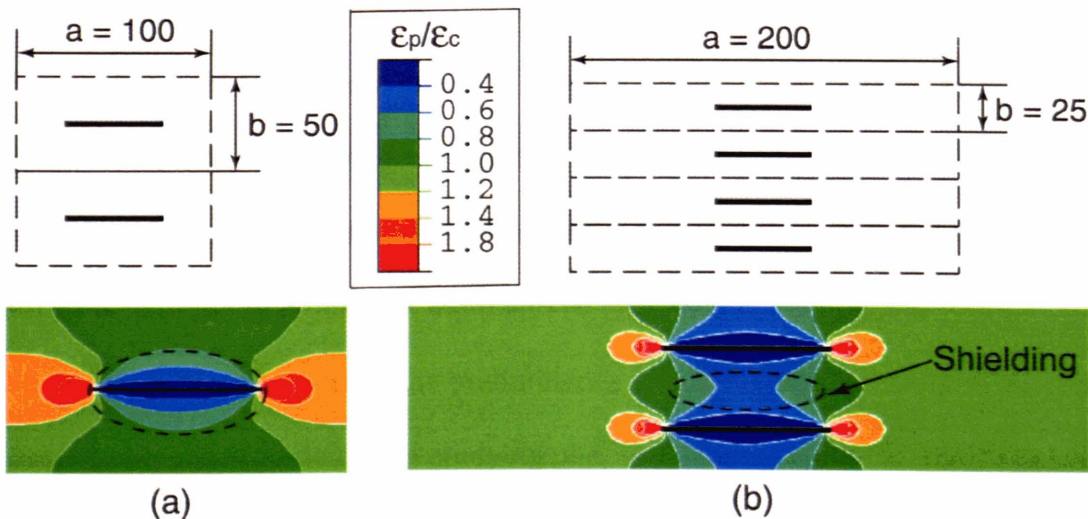 a = 100
b = 50
εp/εc
0.4
0.6
0.8
1.0
1.2
1.4
1.8
a = 200
b = 25
Shielding
(a)
(b)